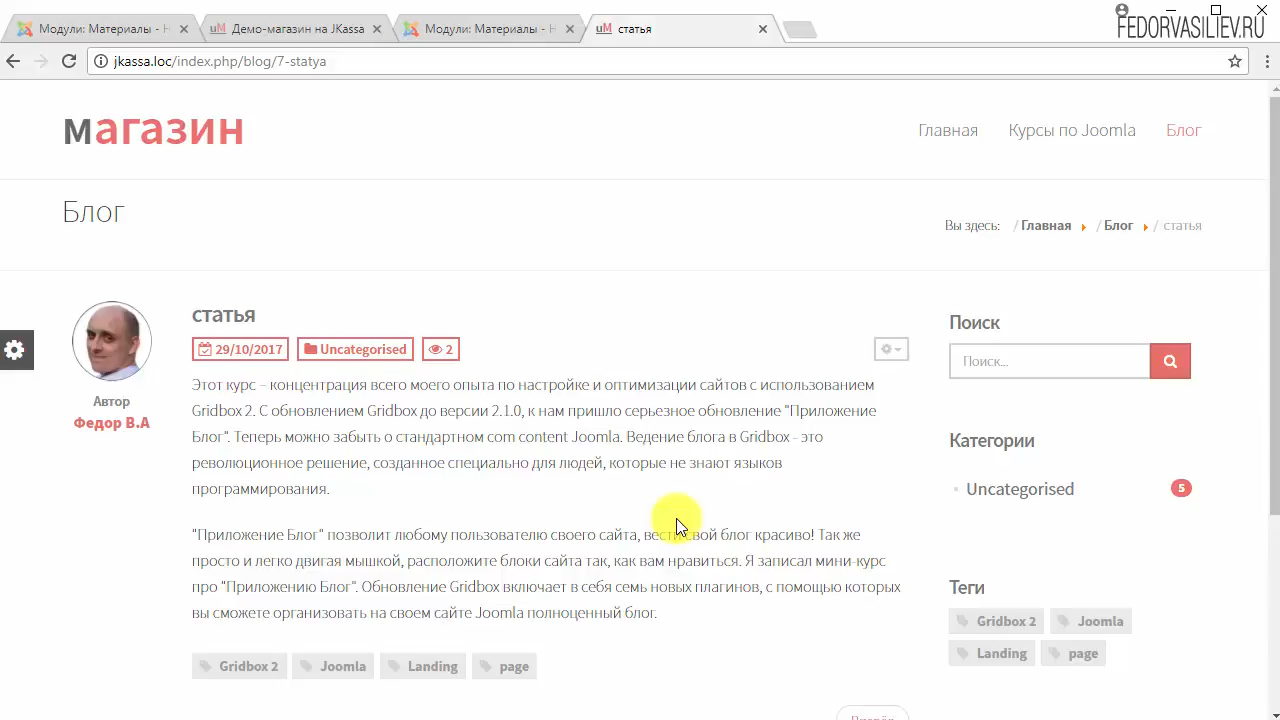 Модули: Материалы - Н
Демо-магазин на JKassa
Модули: Материалы - Н
статья
FEDORVASILIEV.RU
jkassa.loc/index.php/blog/7-statya
магазин
Главная
Курсы по Joomla
Блог
Блог
Вы здесь: / Главная / Блог / статья
Автор
Федор В.А
статья
29/10/2017
Uncategorised
2
Этот курс – концентрация всего моего опыта по настройке и оптимизации сайтов с использованием
Gridbox 2. С обновлением Gridbox до версии 2.1.0, к нам пришло серьезное обновление "Приложение
Блог". Теперь можно забыть о стандартном com content Joomla. Ведение блога в Gridbox - это
революционное решение, созданное специально для людей, которые не знают языков
программирования.
"Приложение Блог" позволит любому пользователю своего сайта, вести свой блог красиво! Так же
просто и легко двигая мышкой, расположите блоки сайта так, как вам нравиться. Я записал мини-курс
про "Приложению Блог". Обновление Gridbox включает в себя семь новых плагинов, с помощью которых
вы сможете организовать на своем сайте Joomla полноценный блог.
Gridbox 2
Joomla
Landing
page
Вперёд
Поиск
Поиск...
Категории
Uncategorised
5
Теги
Gridbox 2
Joomla
Landing
page